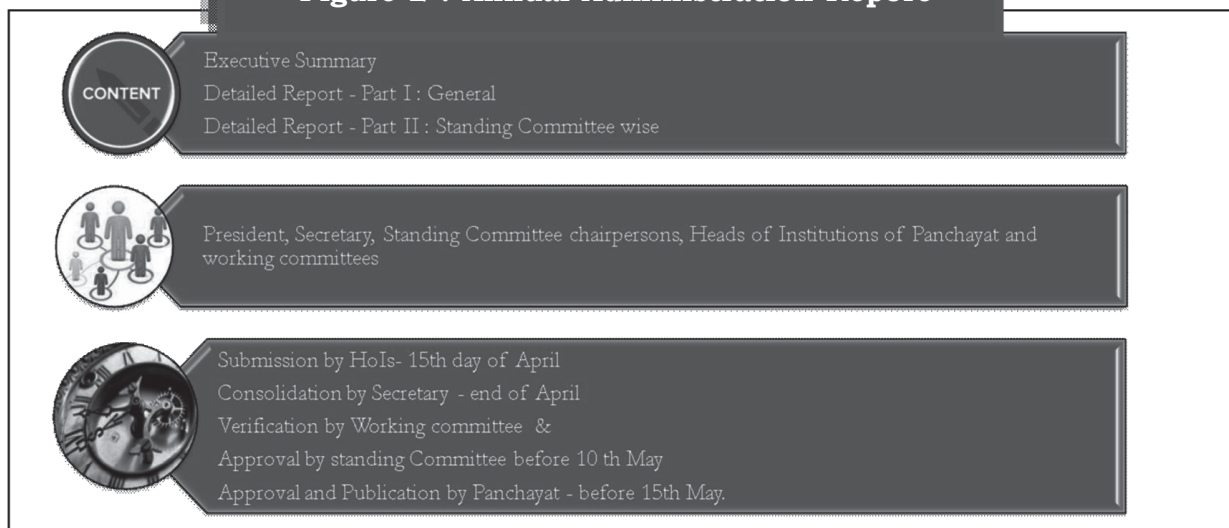 Annual Administration Report
CONTENT
Executive Summary
Detailed Report - Part I : General
Detailed Report - Part II : Standing Committee wise
President, Secretary, Standing Committee chairpersons, Heads of Institutions of Panchayat and
working committees
Submission by HoIs- 15th day of April
Consolidation by Secretary - end of April
Verification by Working committee &
Approval by standing Committee before 10 th May
Approval and Publication by Panchayat - before 15th May.